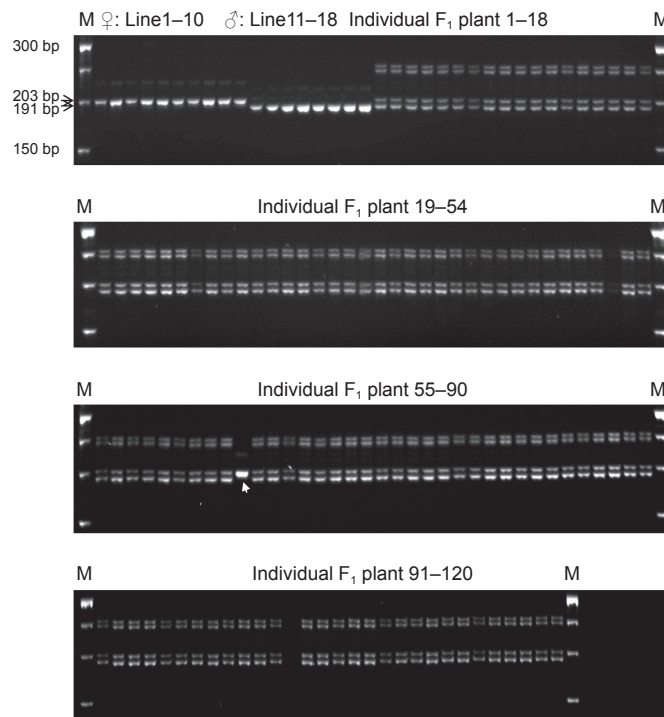 M ♀: Line1–10 ♂: Line11–18 Individual F₁ plant 1–18 M
300 bp
203 bp
191 bp
150 bp
M Individual F₁ plant 19–54 M
M Individual F₁ plant 55–90 M
M Individual F₁ plant 91–120 M